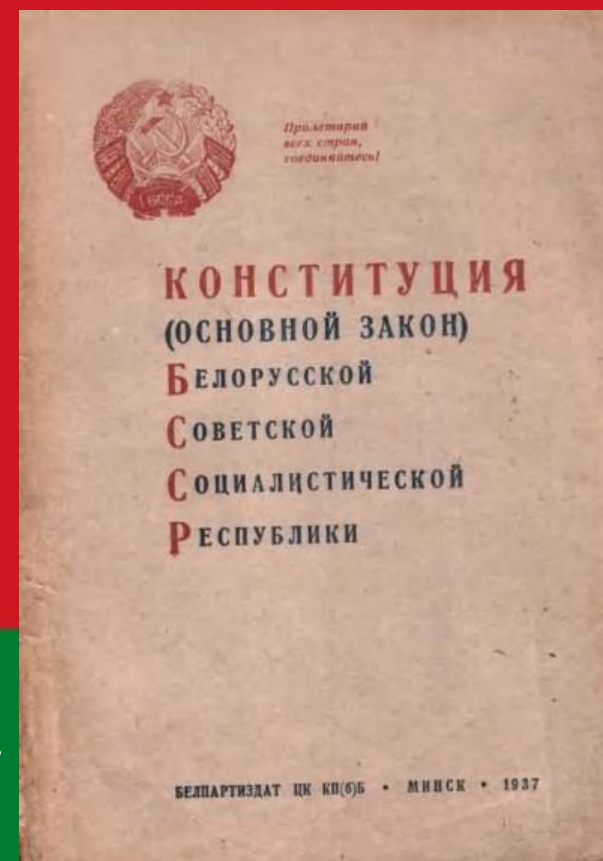 БССР
Пролетарии
всех стран,
соединяйтесь!
КОНСТИТУЦИЯ
(ОСНОВНОЙ ЗАКОН)
БЕЛОРУССКОЙ
СОВЕТСКОЙ
СОЦИАЛИСТИЧЕСКОЙ
РЕСПУБЛИКИ
БЕЛПАРТИЗДАТ ЦК КП(б)Б • МИНСК • 1937